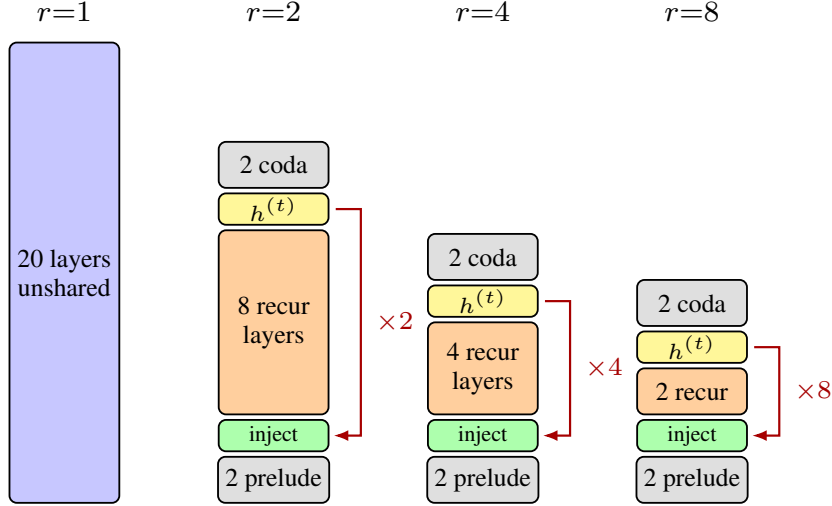 r=1
r=2
r=4
r=8
20 layers
unshared
2 coda
h^(t)
8 recur
layers
inject
2 prelude
×2
2 coda
h^(t)
4 recur
layers
inject
2 prelude
×4
2 coda
h^(t)
2 recur
inject
2 prelude
×8